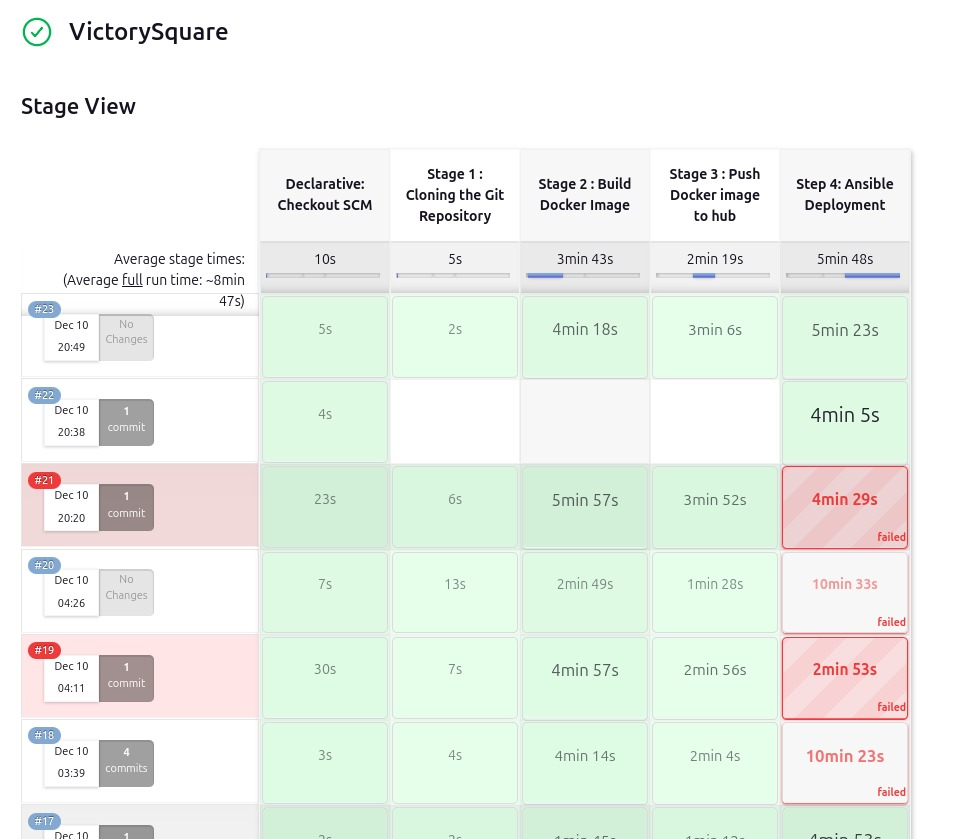 VictorySquare
Stage View
Declarative:
Checkout SCM
Stage 1 :
Cloning the Git
Repository
Stage 2 : Build
Docker Image
Stage 3 : Push
Docker image
to hub
Step 4: Ansible
Deployment
Average stage times:
(Average full run time: ~8min
47s)
10s
5s
3min 43s
2min 19s
5min 48s
#23
Dec 10
20:49
No
Changes
5s
2s
4min 18s
3min 6s
5min 23s
#22
Dec 10
20:38
1
commit
4s
4min 5s
#21
Dec 10
20:20
1
commit
23s
6s
5min 57s
3min 52s
4min 29s
failed
#20
Dec 10
04:26
No
Changes
7s
13s
2min 49s
1min 28s
10min 33s
failed
#19
Dec 10
04:11
1
commit
30s
7s
4min 57s
2min 56s
2min 53s
failed
#18
Dec 10
03:39
4
commits
3s
4s
4min 14s
2min 4s
10min 23s
failed
#17
Dec 10
1